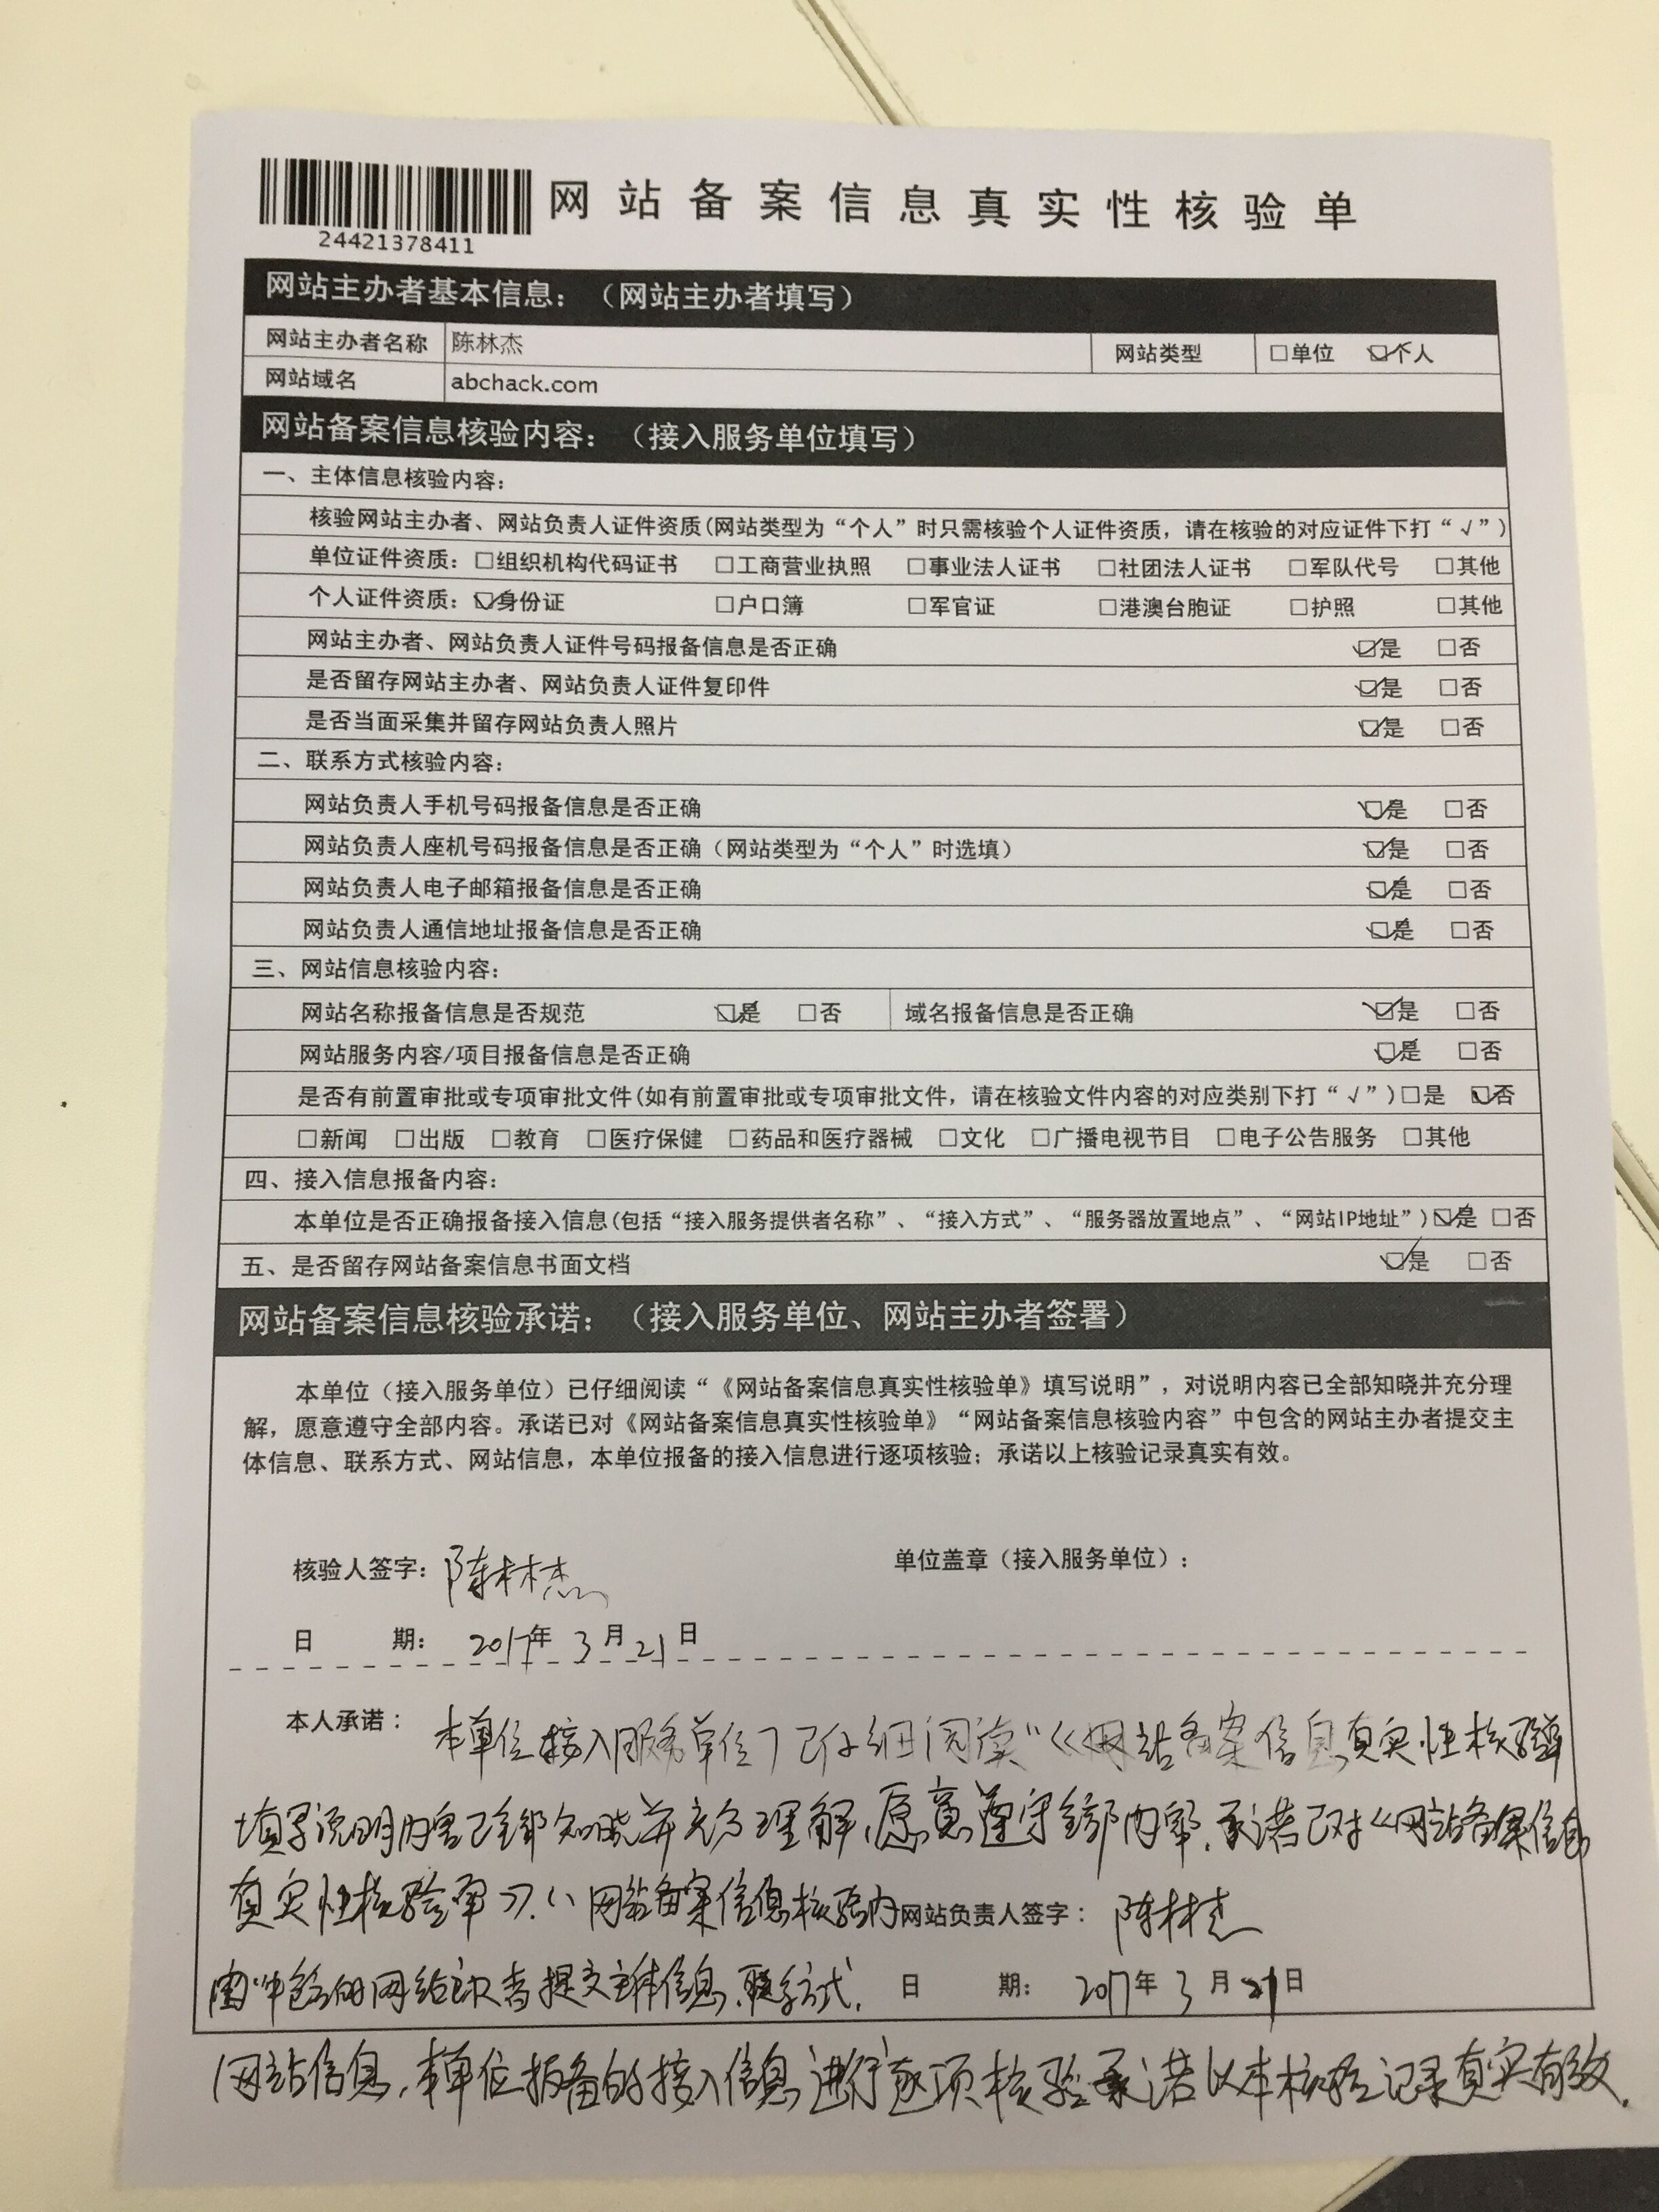 网站备案信息真实性核验单
24421378411
网站主办者基本信息：（网站主办者填写）
网站主办者名称 陈林杰 网站类型 □单位 ☑个人
网站域名 abchack.com
网站备案信息核验内容：（接入服务单位填写）
一、主体信息核验内容：
核验网站主办者、网站负责人证件资质(网站类型为“个人”时只需核验个人证件资质，请在核验的对应证件下打“√”)
单位证件资质：□组织机构代码证书 □工商营业执照 □事业法人证书 □社团法人证书 □军队代号 □其他
个人证件资质：☑身份证 □户口簿 □军官证 □港澳台胞证 □护照 □其他
网站主办者、网站负责人证件号码报备信息是否正确 ☑是 □否
是否留存网站主办者、网站负责人证件复印件 ☑是 □否
是否当面采集并留存网站负责人照片 ☑是 □否
二、联系方式核验内容：
网站负责人手机号码报备信息是否正确 ☑是 □否
网站负责人座机号码报备信息是否正确（网站类型为“个人”时选填） ☑是 □否
网站负责人电子邮箱报备信息是否正确 ☑是 □否
网站负责人通信地址报备信息是否正确 ☑是 □否
三、网站信息核验内容：
网站名称报备信息是否规范 ☑是 □否 域名报备信息是否正确 ☑是 □否
网站服务内容/项目报备信息是否正确 ☑是 □否
是否有前置审批或专项审批文件(如有前置审批或专项审批文件，请在核验文件内容的对应类别下打“√”)□是 ☑否
□新闻 □出版 □教育 □医疗保健 □药品和医疗器械 □文化 □广播电视节目 □电子公告服务 □其他
四、接入信息报备内容：
本单位是否正确报备接入信息(包括“接入服务提供者名称”、“接入方式”、“服务器放置地点”、“网站IP地址”)☑是 □否
五、是否留存网站备案信息书面文档 ☑是 □否
网站备案信息核验承诺：（接入服务单位、网站主办者签署）
本单位（接入服务单位）已仔细阅读“《网站备案信息真实性核验单》填写说明”，对说明内容已全部知晓并充分理
解，愿意遵守全部内容。承诺已对《网站备案信息真实性核验单》“网站备案信息核验内容”中包含的网站主办者提交主
体信息、联系方式、网站信息，本单位报备的接入信息进行逐项核验；承诺以上核验记录真实有效。
核验人签字：陈林杰 单位盖章（接入服务单位）：
日 期： 2017年 3月21日
本人承诺： 本单位接入服务单位）已仔细阅读“《网站备案信息真实性核验单
填写说明内容已全部知晓并充分理解，愿意遵守全部内容，承诺已对《网站备案信息
真实性核验单》，“网站备案信息核验内 网站负责人签字：陈林杰
中包含的网站主办者提交主体信息，联系方式， 日 期： 2017年 3月21日
网站信息，本单位报备的接入信息进行逐项核验承诺以本核验记录真实有效.